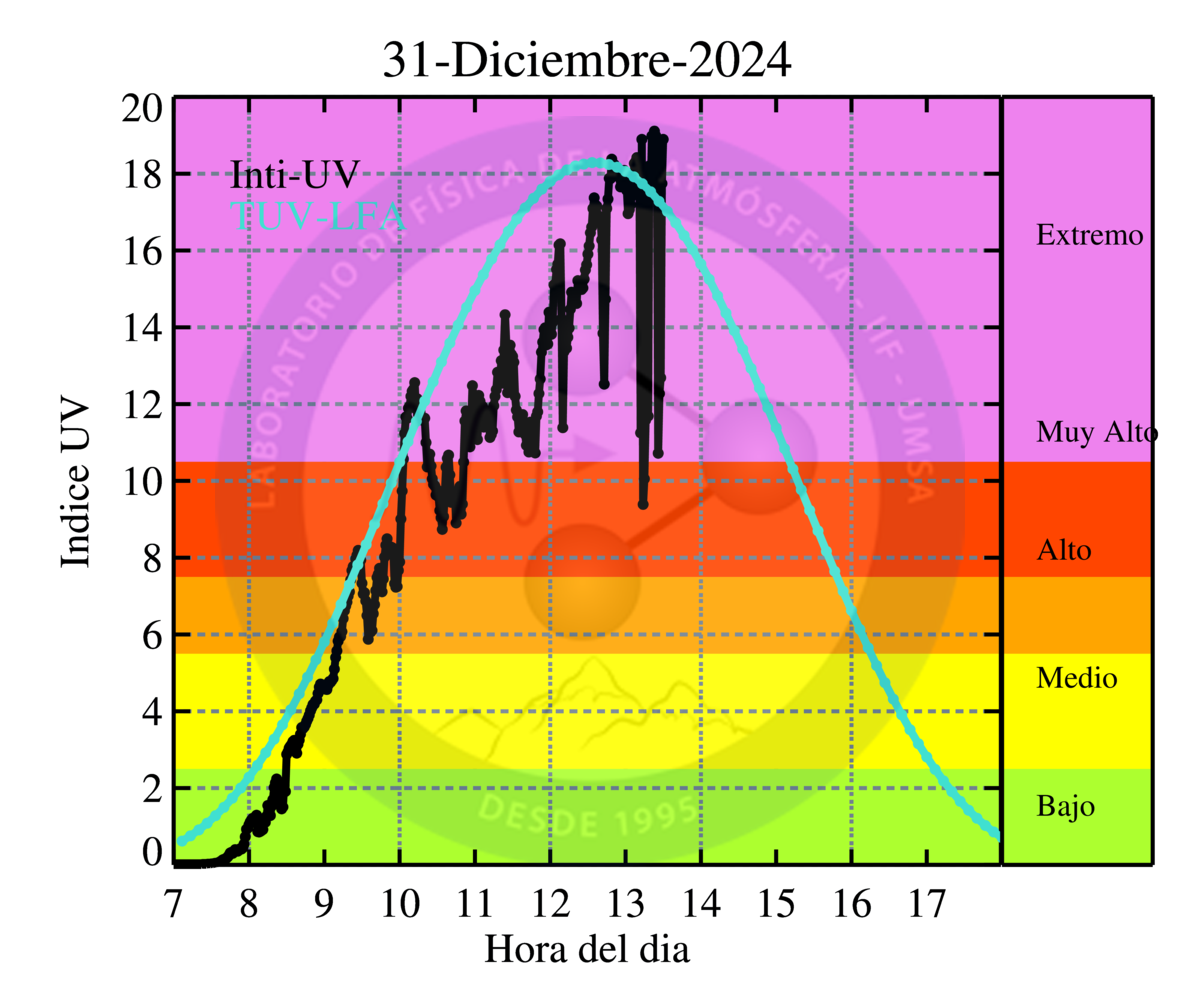 31-Diciembre-2024
Indice UV
20
18
16
14
12
10
8
6
4
2
0
Inti-UV
TUV-LFA
LABORATORIO DE FÍSICA DE LA ATMÓSFERA - IIF - UMSA
DESDE 1995
Extremo
Muy Alto
Alto
Medio
Bajo
7 8 9 10 11 12 13 14 15 16 17
Hora del dia